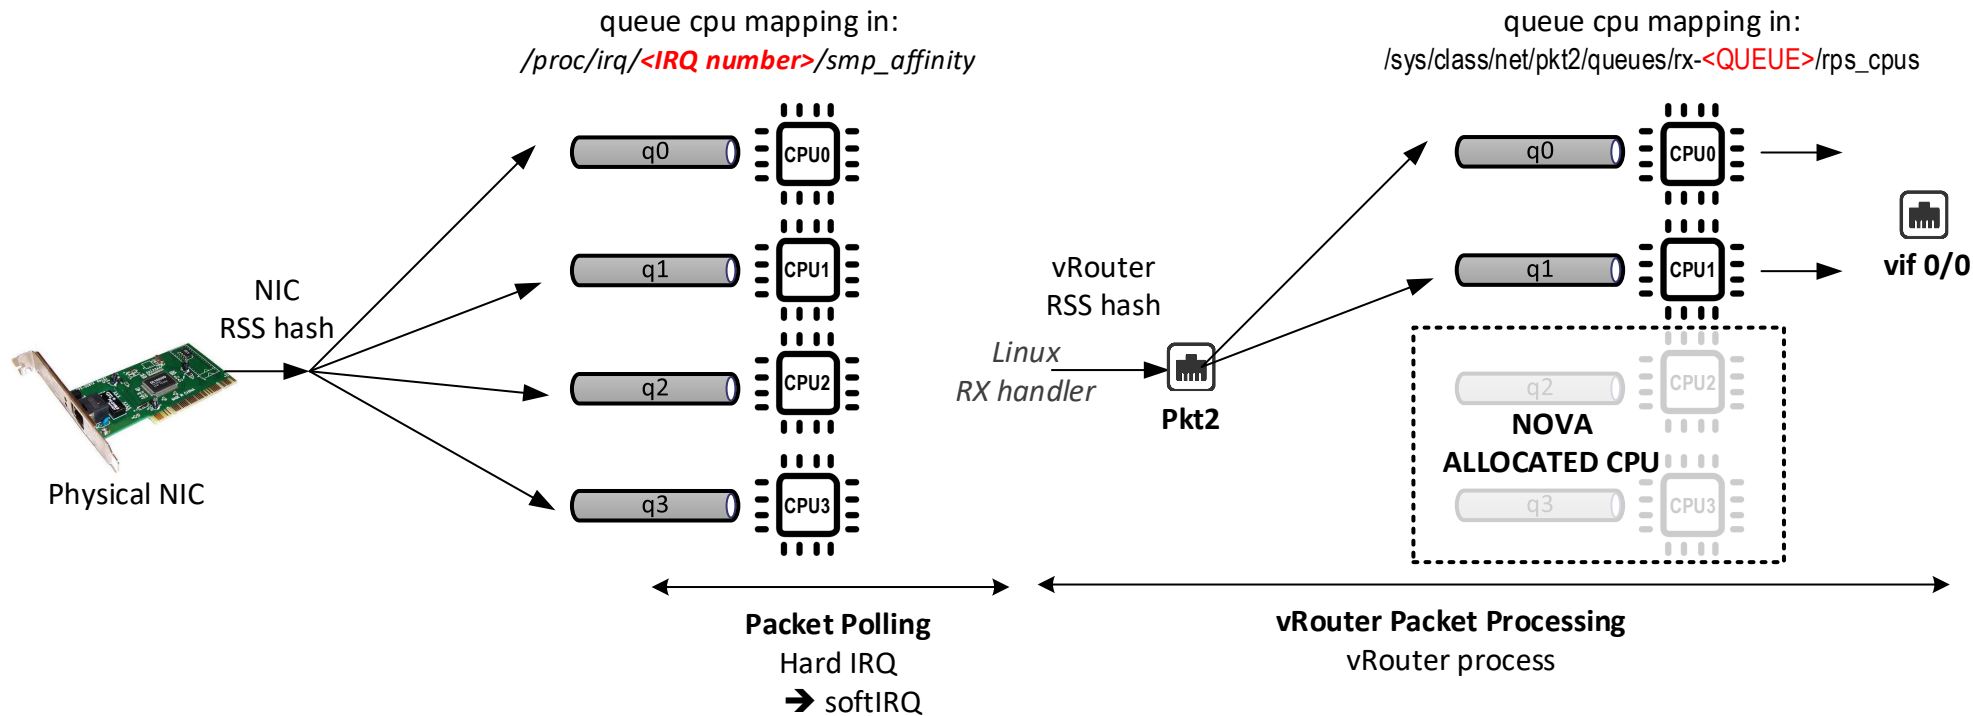 queue cpu mapping in:
/proc/irq/<IRQ number>/smp_affinity
q0
CPU0
q1
CPU1
q2
CPU2
q3
CPU3
NIC
RSS hash
Physical NIC
Packet Polling
Hard IRQ
➔ softIRQ
queue cpu mapping in:
/sys/class/net/pkt2/queues/rx-<QUEUE>/rps_cpus
vRouter
RSS hash
Linux
RX handler
Pkt2
q0
CPU0
q1
CPU1
vif 0/0
q2
CPU2
NOVA
ALLOCATED CPU
q3
CPU3
vRouter Packet Processing
vRouter process